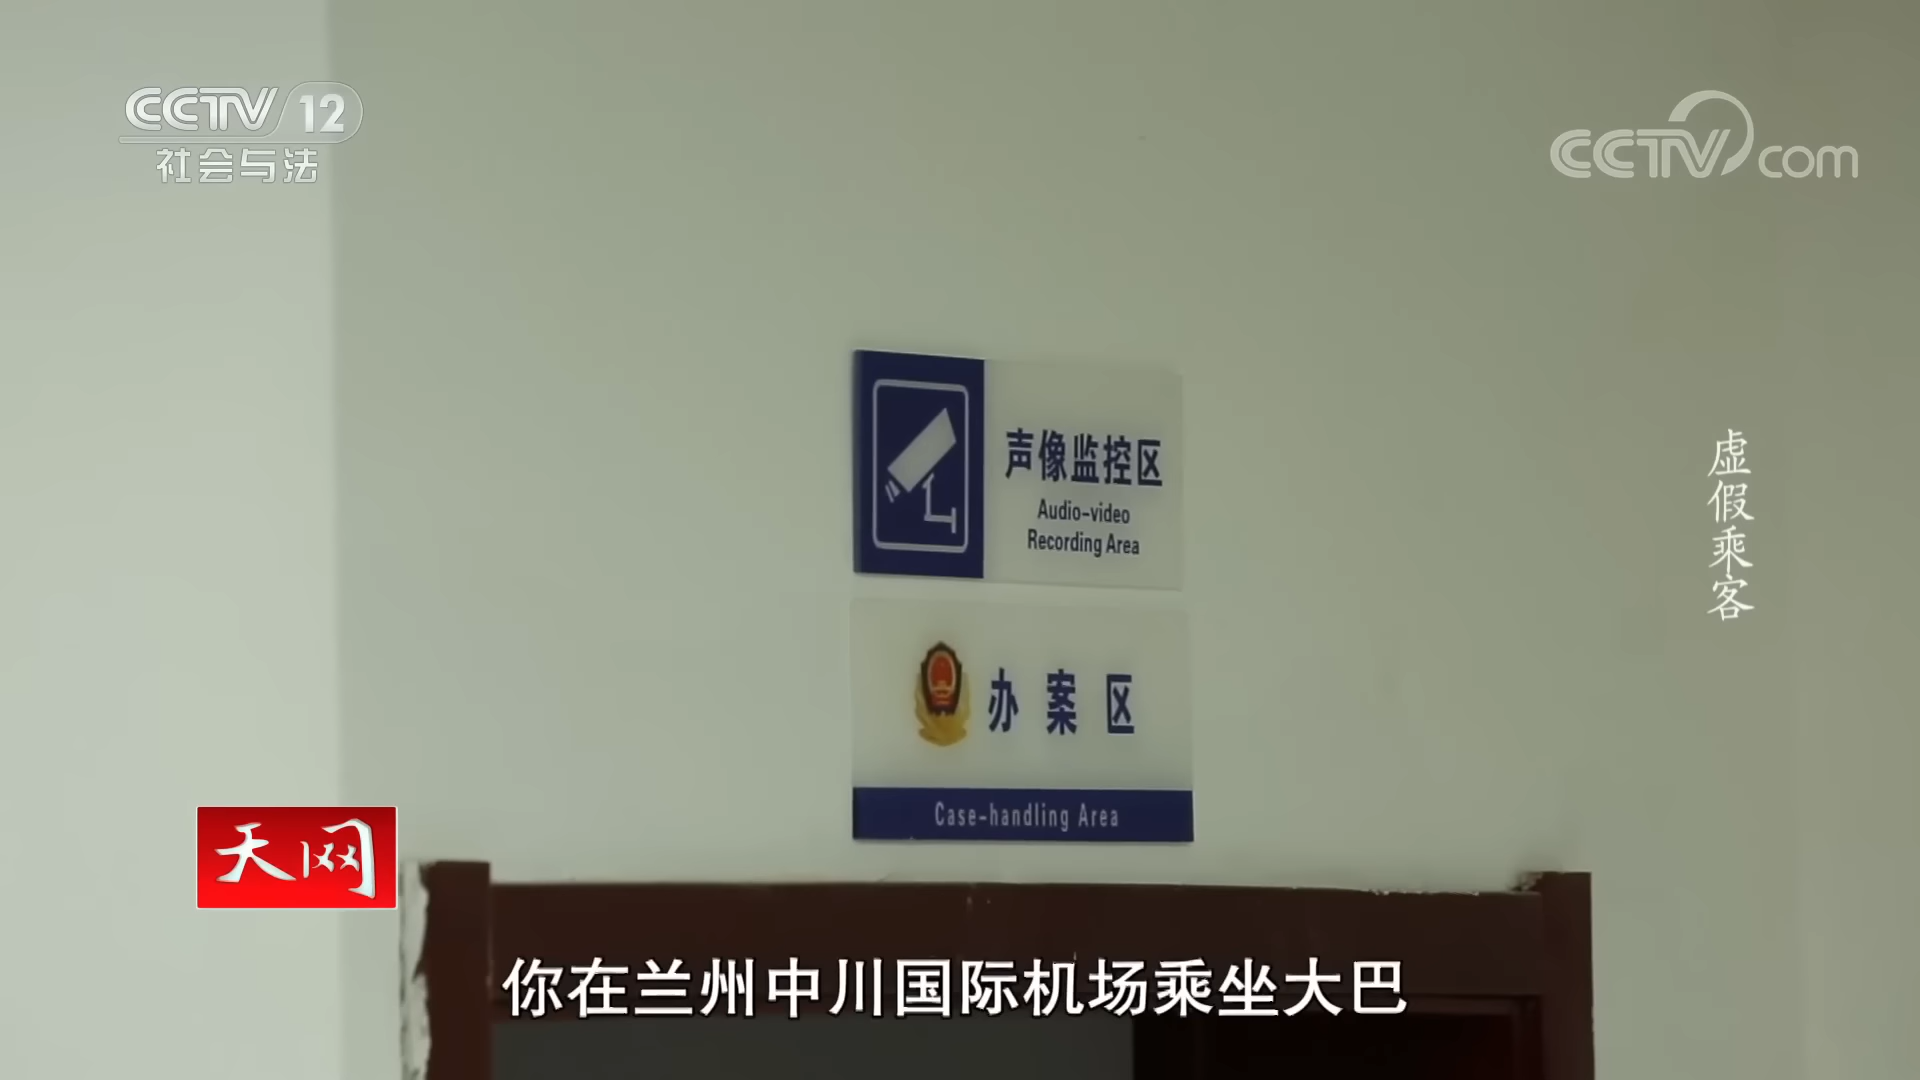 CCTV 12
社会与法
CCTV com
声像监控区
Audio-video
Recording Area
虚假乘客
办案区
Case-handling Area
天网
你在兰州中川国际机场乘坐大巴